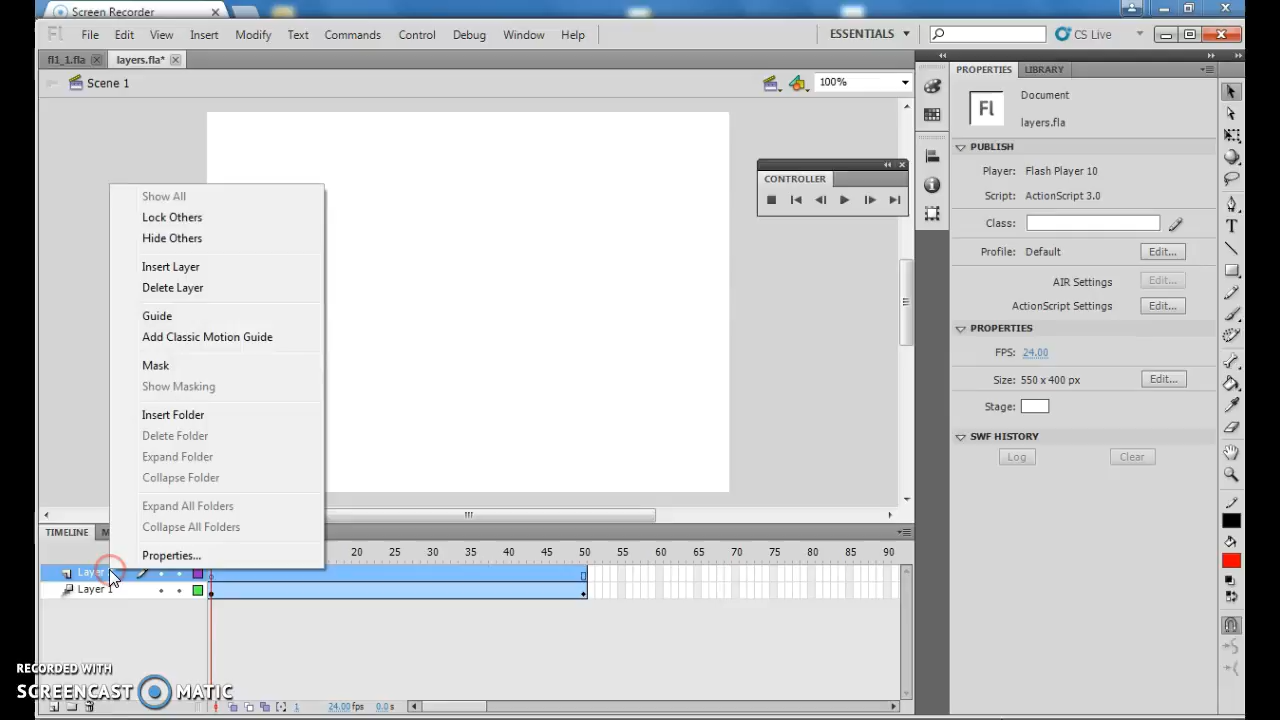 Screen Recorder
Fl File Edit View Insert Modify Text Commands Control Debug Window Help ESSENTIALS CS Live
fl1_1.fla layers.fla*
Scene 1 100%
PROPERTIES LIBRARY
Fl Document
layers.fla
PUBLISH
Player: Flash Player 10
Script: ActionScript 3.0
Class:
Profile: Default Edit...
AIR Settings Edit...
ActionScript Settings Edit...
PROPERTIES
FPS: 24.00
Size: 550 x 400 px Edit...
Stage:
SWF HISTORY
Log Clear
CONTROLLER
Show All
Lock Others
Hide Others
Insert Layer
Delete Layer
Guide
Add Classic Motion Guide
Mask
Show Masking
Insert Folder
Delete Folder
Expand Folder
Collapse Folder
Expand All Folders
Collapse All Folders
Properties...
TIMELINE
20 25 30 35 40 45 50 55 60 65 70 75 80 85 90
Layer
Layer 1
RECORDED WITH
SCREENCAST MATIC
1 24.00fps 0.0s